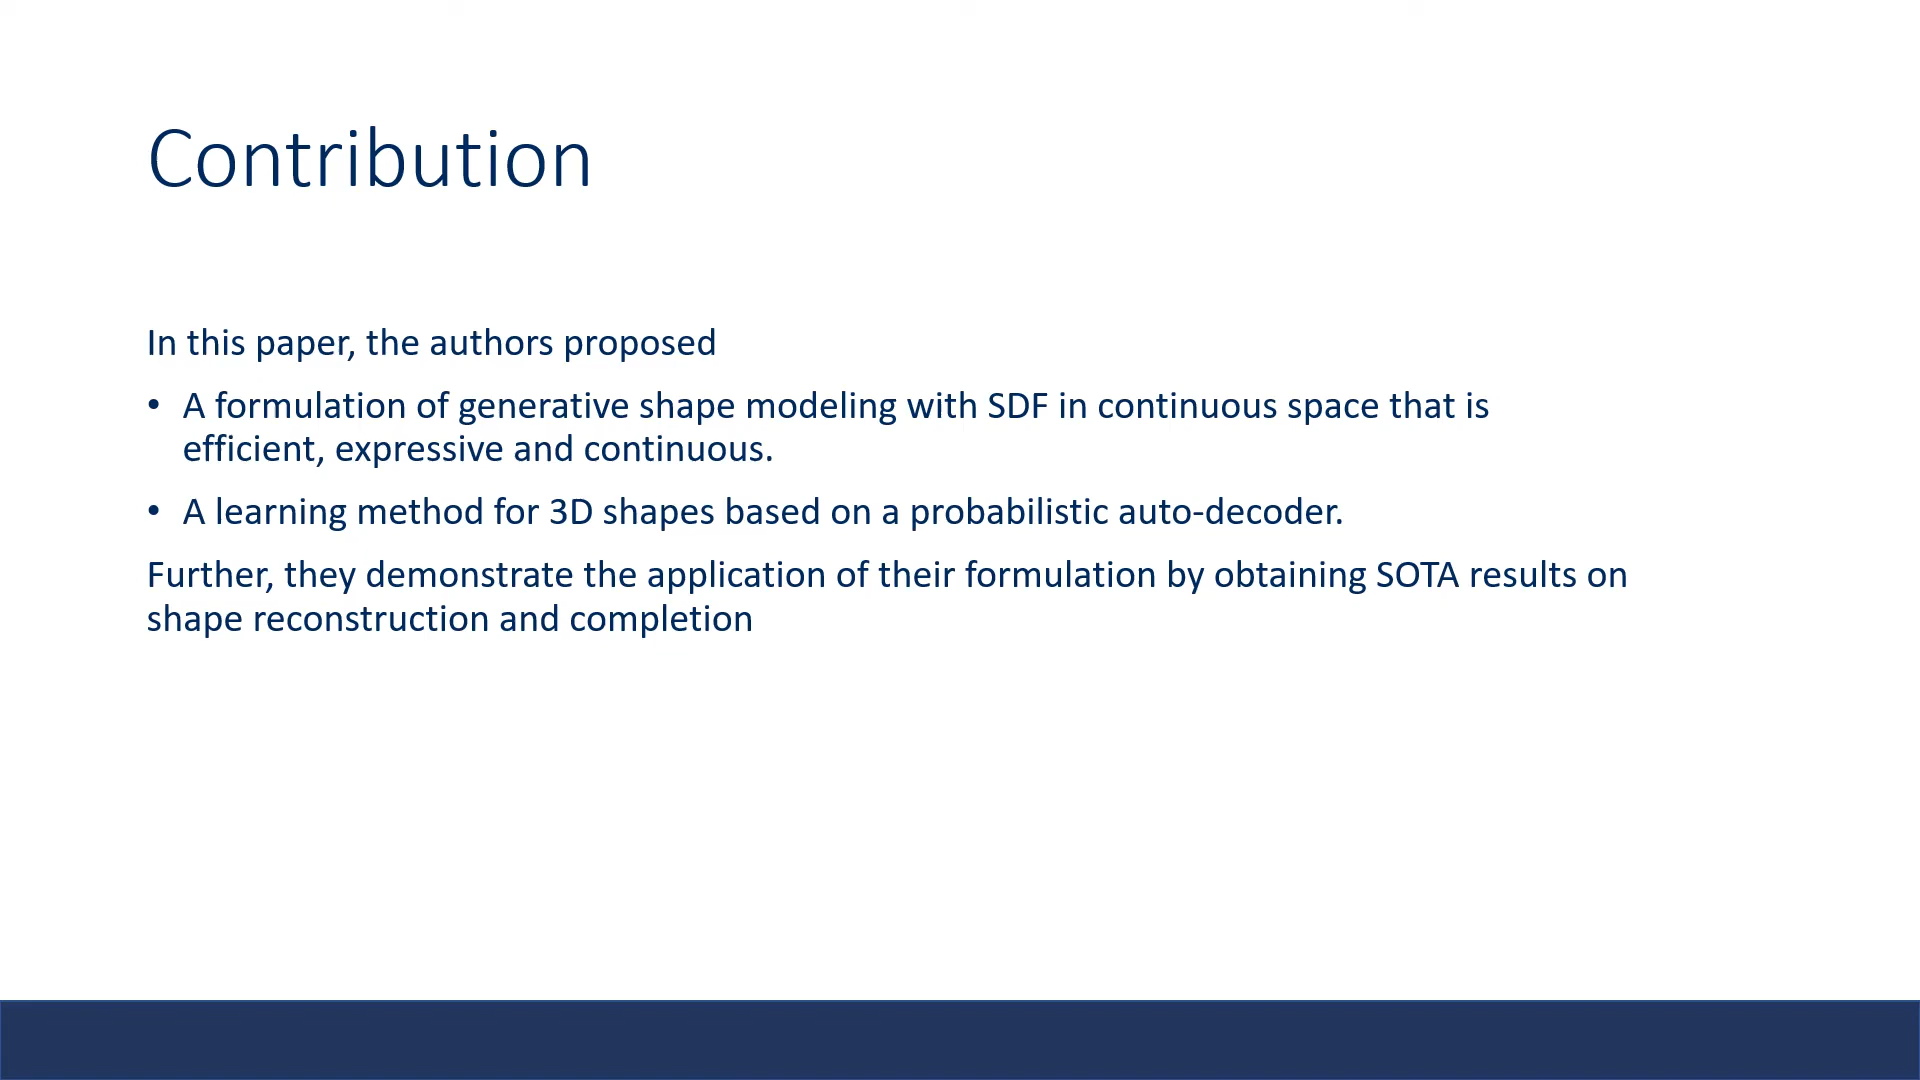 Contribution
In this paper, the authors proposed
• A formulation of generative shape modeling with SDF in continuous space that is
efficient, expressive and continuous.
• A learning method for 3D shapes based on a probabilistic auto-decoder.
Further, they demonstrate the application of their formulation by obtaining SOTA results on
shape reconstruction and completion